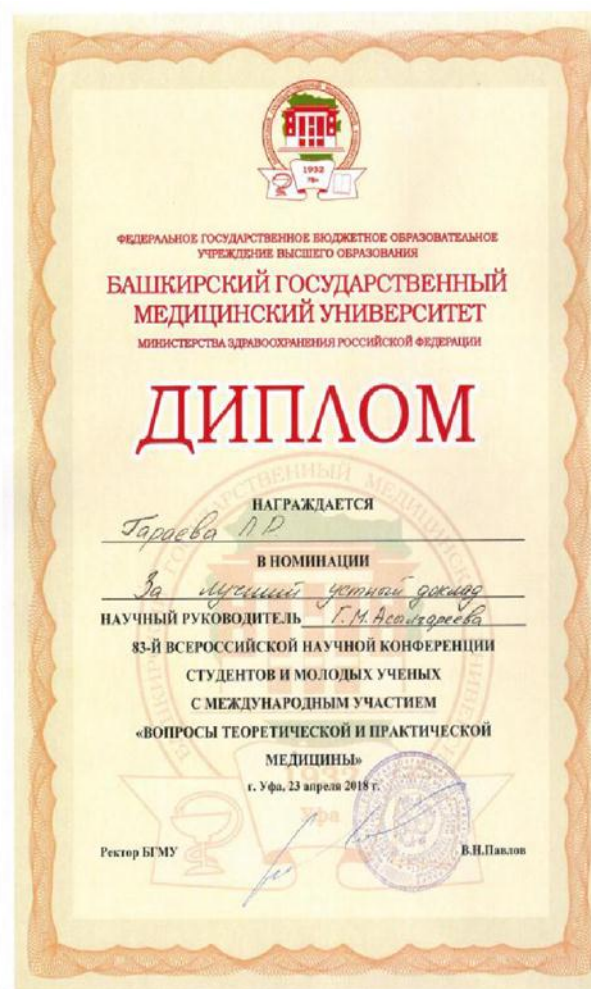 1932
Уфа
ФЕДЕРАЛЬНОЕ ГОСУДАРСТВЕННОЕ БЮДЖЕТНОЕ ОБРАЗОВАТЕЛЬНОЕ
УЧРЕЖДЕНИЕ ВЫСШЕГО ОБРАЗОВАНИЯ
БАШКИРСКИЙ ГОСУДАРСТВЕННЫЙ
МЕДИЦИНСКИЙ УНИВЕРСИТЕТ
МИНИСТЕРСТВА ЗДРАВООХРАНЕНИЯ РОССИЙСКОЙ ФЕДЕРАЦИИ
ДИПЛОМ
НАГРАЖДАЕТСЯ
Гараева Л.Р.
В НОМИНАЦИИ
За лучший устный доклад
НАУЧНЫЙ РУКОВОДИТЕЛЬ Г.М. Асылгареева
83-Й ВСЕРОССИЙСКОЙ НАУЧНОЙ КОНФЕРЕНЦИИ
СТУДЕНТОВ И МОЛОДЫХ УЧЕНЫХ
С МЕЖДУНАРОДНЫМ УЧАСТИЕМ
«ВОПРОСЫ ТЕОРЕТИЧЕСКОЙ И ПРАКТИЧЕСКОЙ
МЕДИЦИНЫ»
г. Уфа, 23 апреля 2018 г.
Ректор БГМУ В.Н.Павлов